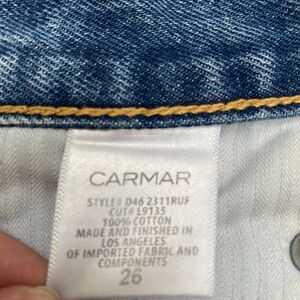 CARMAR
STYLE# D46 2311RUF
CUT# L9135
100% COTTON
MADE AND FINISHED IN
LOS ANGELES
OF IMPORTED FABRIC AND
COMPONENTS
26